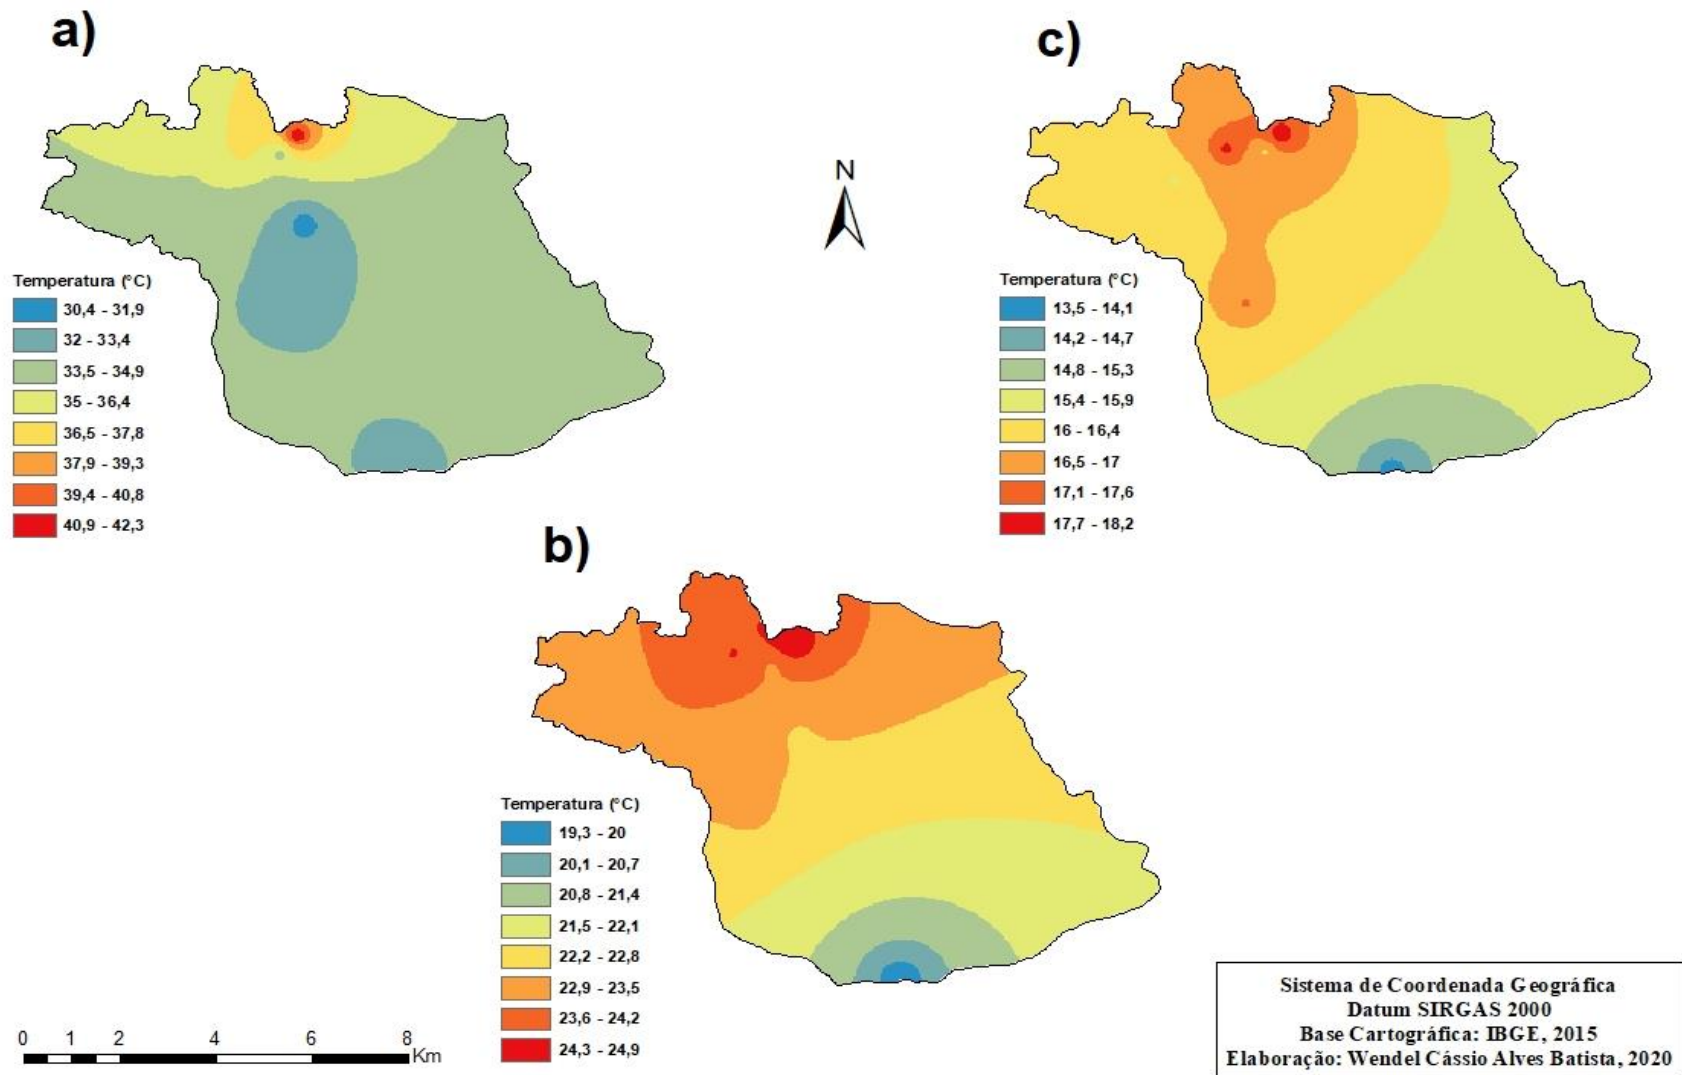 a)
Temperatura (°C)
30,4 - 31,9
32 - 33,4
33,5 - 34,9
35 - 36,4
36,5 - 37,8
37,9 - 39,3
39,4 - 40,8
40,9 - 42,3
N
c)
Temperatura (°C)
13,5 - 14,1
14,2 - 14,7
14,8 - 15,3
15,4 - 15,9
16 - 16,4
16,5 - 17
17,1 - 17,6
17,7 - 18,2
b)
Temperatura (°C)
19,3 - 20
20,1 - 20,7
20,8 - 21,4
21,5 - 22,1
22,2 - 22,8
22,9 - 23,5
23,6 - 24,2
24,3 - 24,9
0 1 2 4 6 8
Km
Sistema de Coordenada Geográfica
Datum SIRGAS 2000
Base Cartográfica: IBGE, 2015
Elaboração: Wendel Cássio Alves Batista, 2020